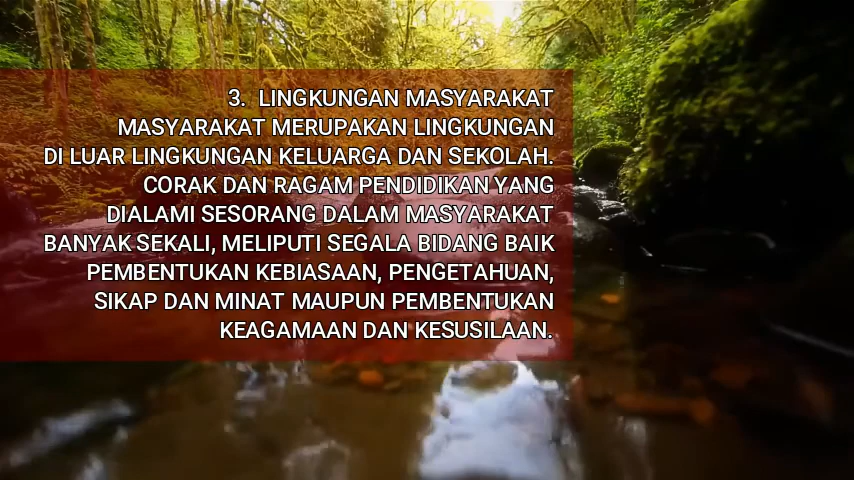 3.  LINGKUNGAN MASYARAKAT
MASYARAKAT MERUPAKAN LINGKUNGAN
DI LUAR LINGKUNGAN KELUARGA DAN SEKOLAH.
CORAK DAN RAGAM PENDIDIKAN YANG
DIALAMI SESORANG DALAM MASYARAKAT
BANYAK SEKALI, MELIPUTI SEGALA BIDANG BAIK
PEMBENTUKAN KEBIASAAN, PENGETAHUAN,
SIKAP DAN MINAT MAUPUN PEMBENTUKAN
KEAGAMAAN DAN KESUSILAAN.